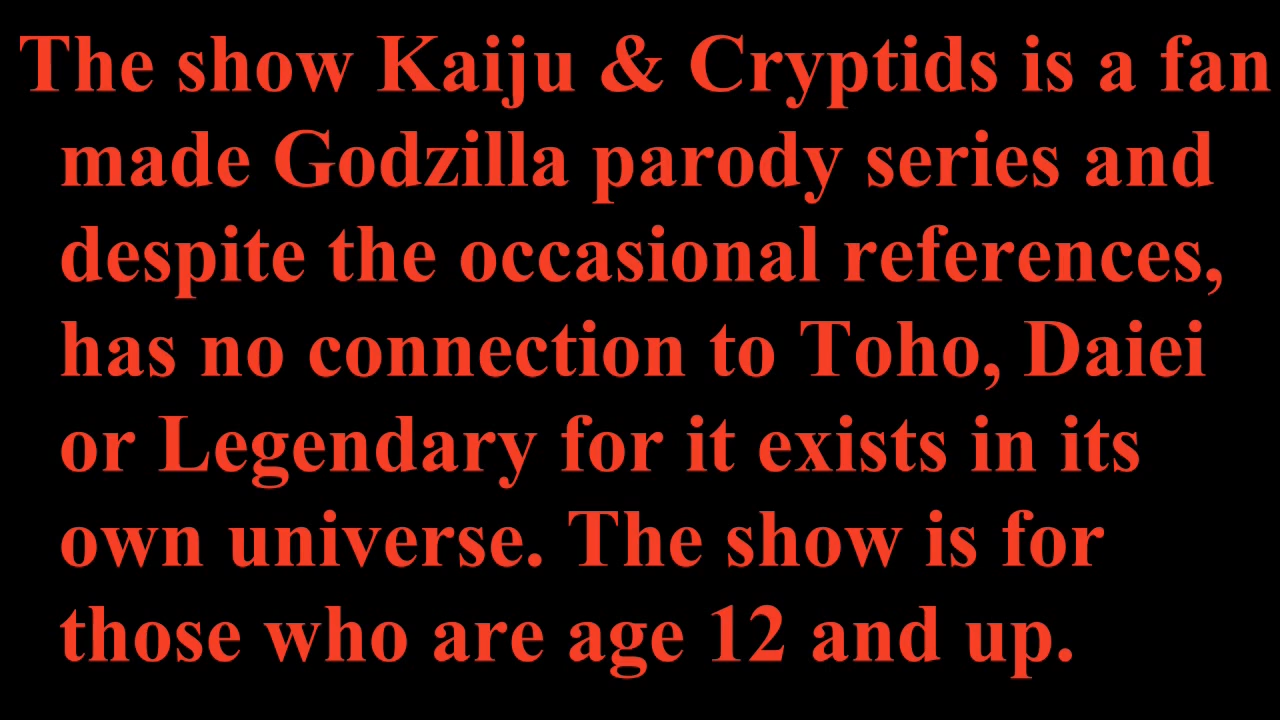 The show Kaiju & Cryptids is a fan
made Godzilla parody series and
despite the occasional references,
has no connection to Toho, Daiei
or Legendary for it exists in its
own universe. The show is for
those who are age 12 and up.